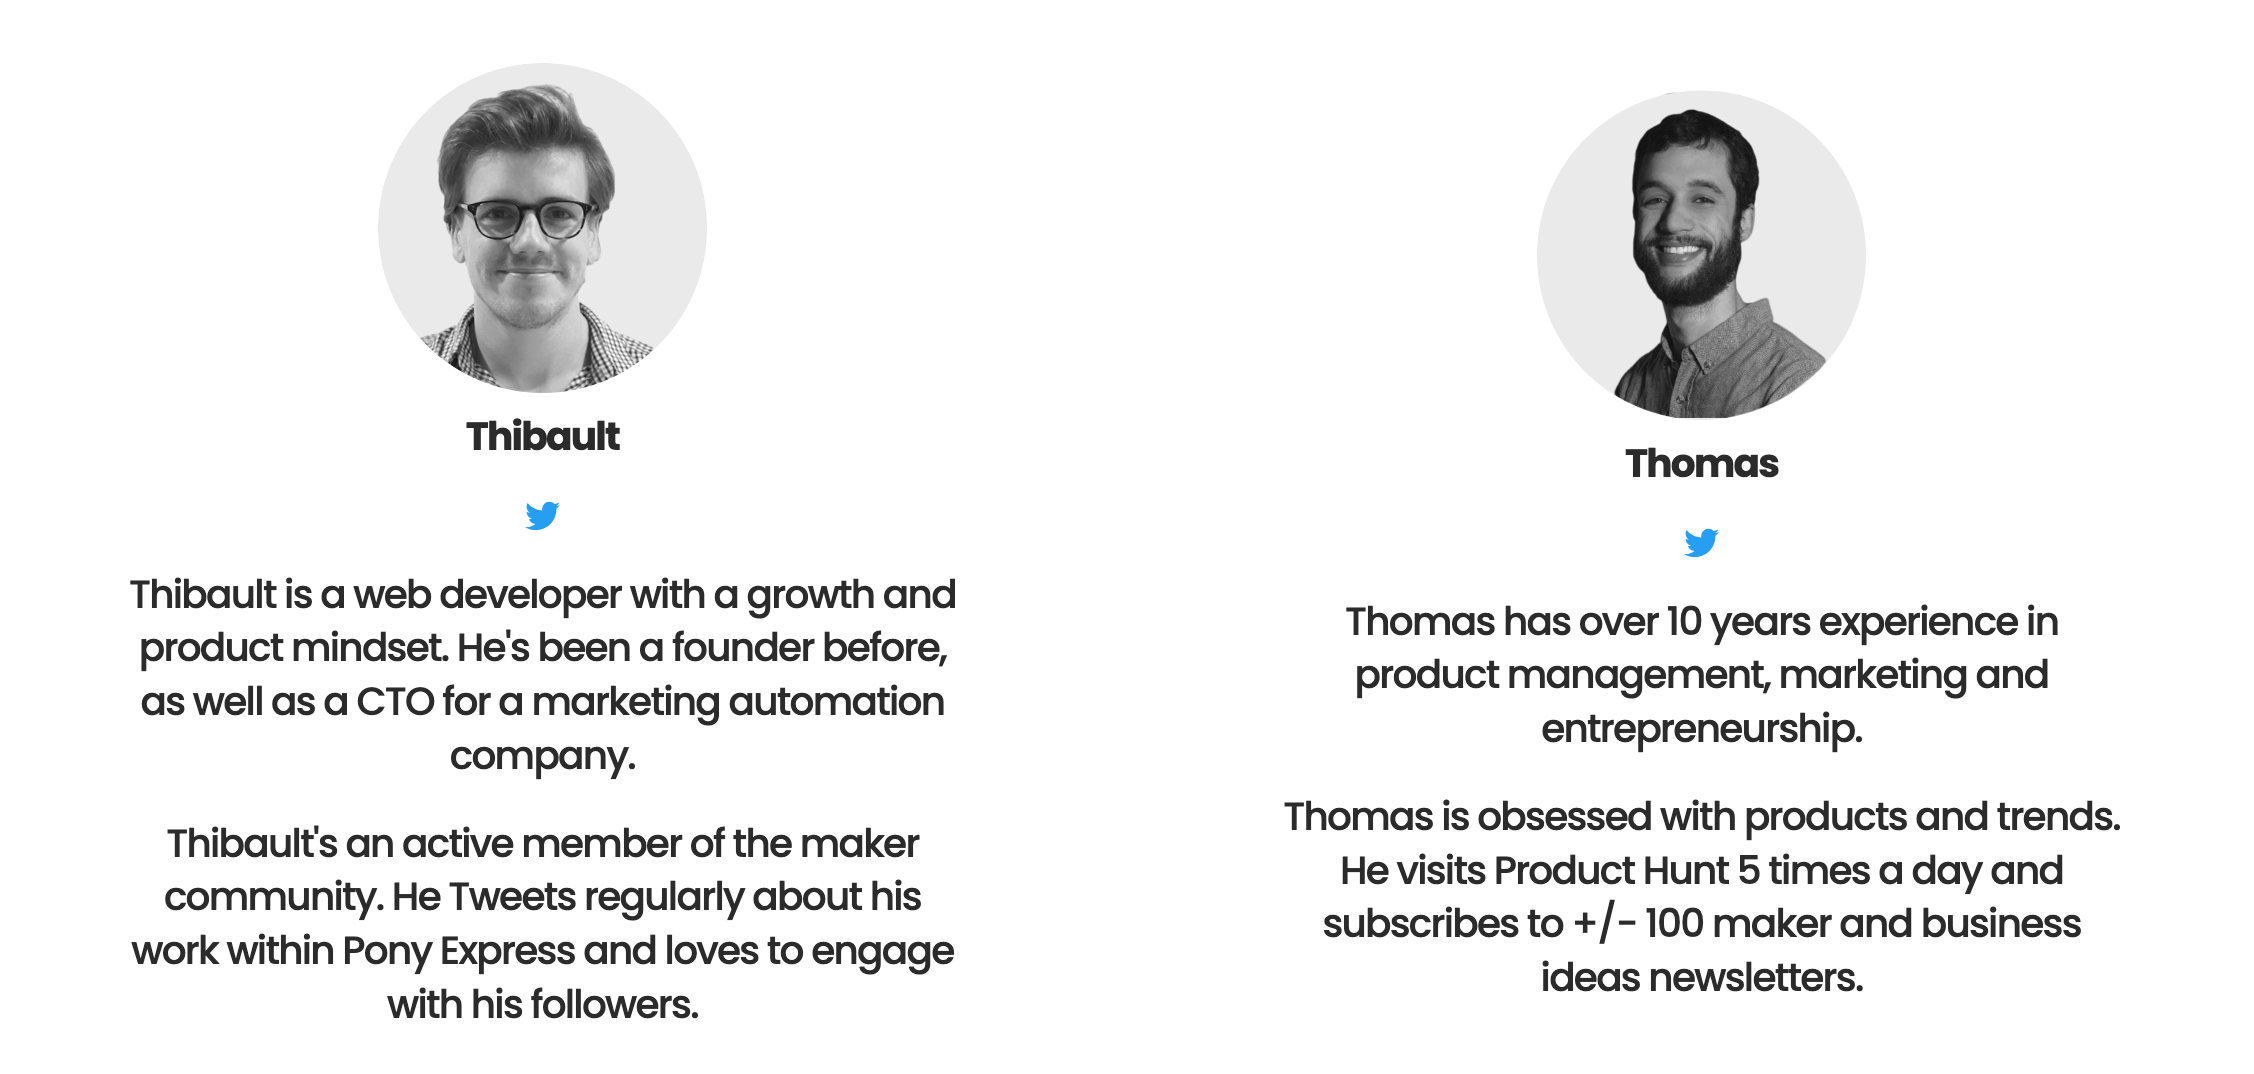 Thibault
Thibault is a web developer with a growth and
product mindset. He's been a founder before,
as well as a CTO for a marketing automation
company.
Thibault's an active member of the maker
community. He Tweets regularly about his
work within Pony Express and loves to engage
with his followers.
Thomas
Thomas has over 10 years experience in
product management, marketing and
entrepreneurship.
Thomas is obsessed with products and trends.
He visits Product Hunt 5 times a day and
subscribes to +/- 100 maker and business
ideas newsletters.